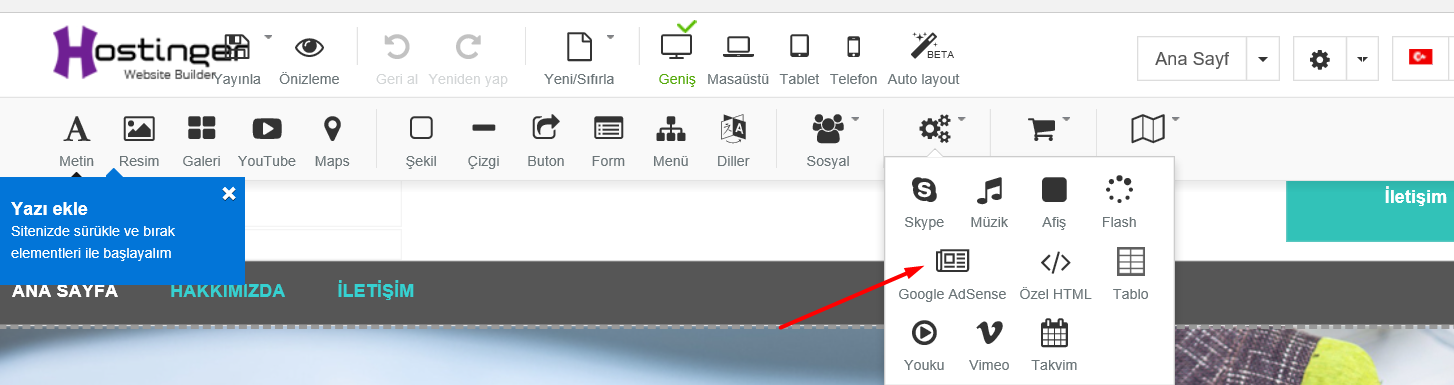 Hostinger
Website Builder
Yayınla
Önizleme
Geri al
Yeniden yap
Yeni/Sıfırla
Geniş
Masaüstü
Tablet
Telefon
BETA
Auto layout
Ana Sayf
A
Metin
Resim
Galeri
YouTube
Maps
Şekil
Çizgi
Buton
Form
Menü
Diller
Sosyal
Yazı ekle
Sitenizde sürükle ve bırak
elementleri ile başlayalım
Skype
Müzik
Afiş
Flash
Google AdSense
Özel HTML
Tablo
Youku
Vimeo
Takvim
İletişim
ANA SAYFA
HAKKIMIZDA
İLETİŞİM